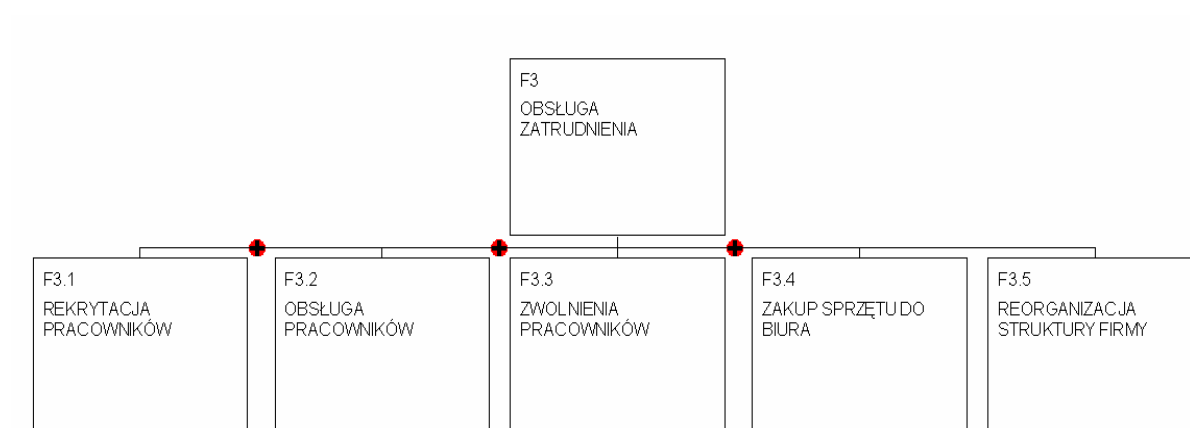 F3
OBSŁUGA
ZATRUDNIENIA
F3.1
REKRYTACJA
PRACOWNIKÓW
F3.2
OBSŁUGA
PRACOWNIKÓW
F3.3
ZWOLNIENIA
PRACOWNIKÓW
F3.4
ZAKUP SPRZĘTU DO
BIURA
F3.5
REORGANIZACJA
STRUKTURY FIRMY